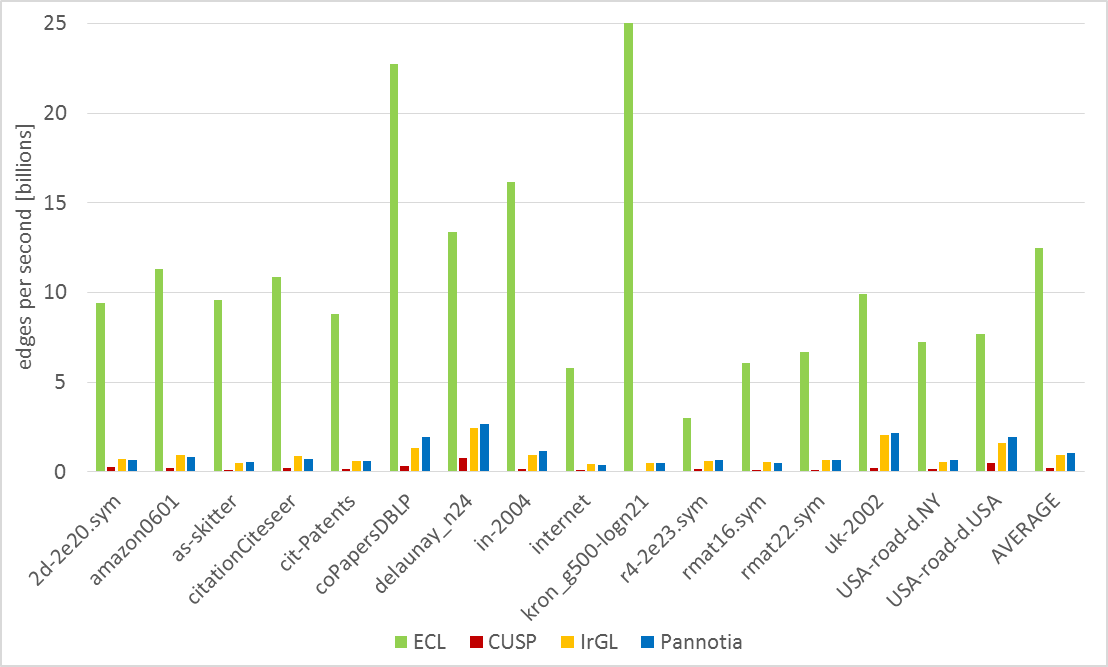 25
20
15
10
5
0
edges per second [billions]
2d-2e20.sym
amazon0601
as-skitter
citationCiteseer
cit-Patents
coPapersDBLP
delaunay_n24
in-2004
internet
kron_g500-logn21
r4-2e23.sym
rmat16.sym
rmat22.sym
uk-2002
USA-road-d.NY
USA-road-d.USA
AVERAGE
ECL CUSP IrGL Pannotia